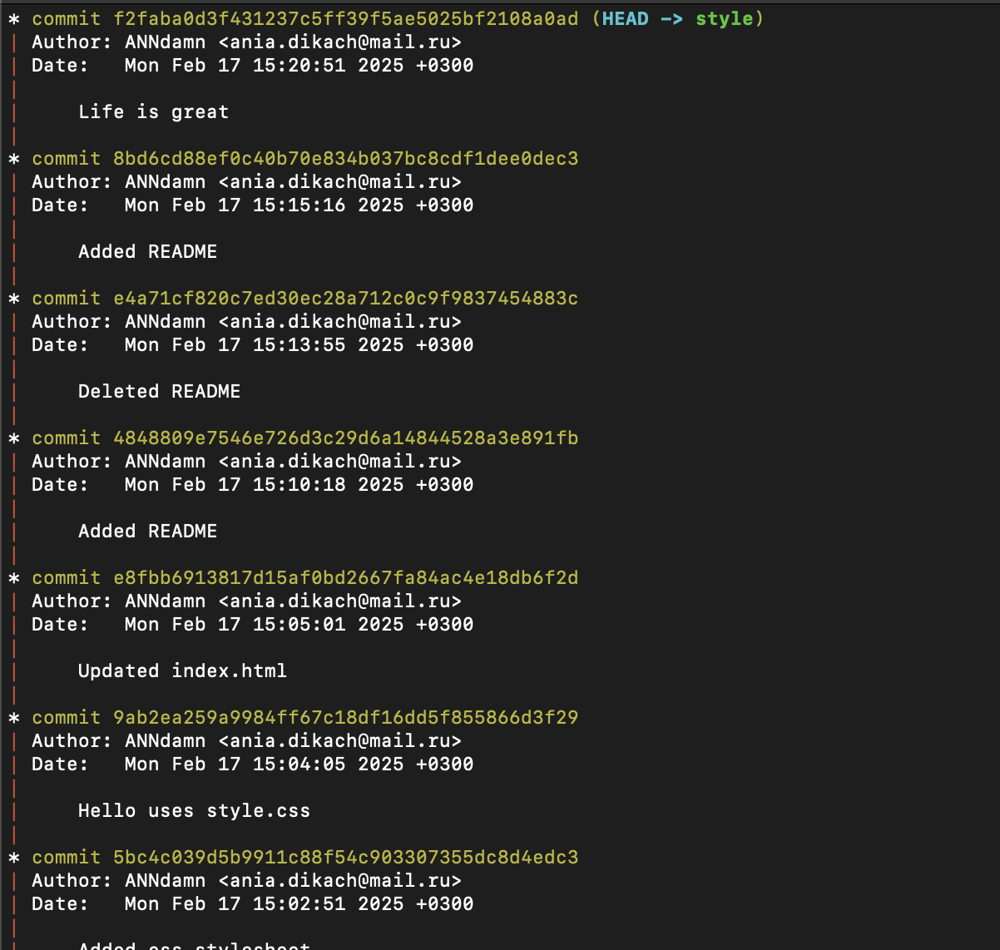 * commit f2faba0d3f431237c5ff39f5ae5025bf2108a0ad (HEAD -> style)
| Author: ANNdamn <ania.dikach@mail.ru>
| Date:   Mon Feb 17 15:20:51 2025 +0300
|
|     Life is great
|
* commit 8bd6cd88ef0c40b70e834b037bc8cdf1dee0dec3
| Author: ANNdamn <ania.dikach@mail.ru>
| Date:   Mon Feb 17 15:15:16 2025 +0300
|
|     Added README
|
* commit e4a71cf820c7ed30ec28a712c0c9f9837454883c
| Author: ANNdamn <ania.dikach@mail.ru>
| Date:   Mon Feb 17 15:13:55 2025 +0300
|
|     Deleted README
|
* commit 4848809e7546e726d3c29d6a14844528a3e891fb
| Author: ANNdamn <ania.dikach@mail.ru>
| Date:   Mon Feb 17 15:10:18 2025 +0300
|
|     Added README
|
* commit e8fbb6913817d15af0bd2667fa84ac4e18db6f2d
| Author: ANNdamn <ania.dikach@mail.ru>
| Date:   Mon Feb 17 15:05:01 2025 +0300
|
|     Updated index.html
|
* commit 9ab2ea259a9984ff67c18df16dd5f855866d3f29
| Author: ANNdamn <ania.dikach@mail.ru>
| Date:   Mon Feb 17 15:04:05 2025 +0300
|
|     Hello uses style.css
|
* commit 5bc4c039d5b9911c88f54c903307355dc8d4edc3
| Author: ANNdamn <ania.dikach@mail.ru>
| Date:   Mon Feb 17 15:02:51 2025 +0300
|
|     Added css stylesheet